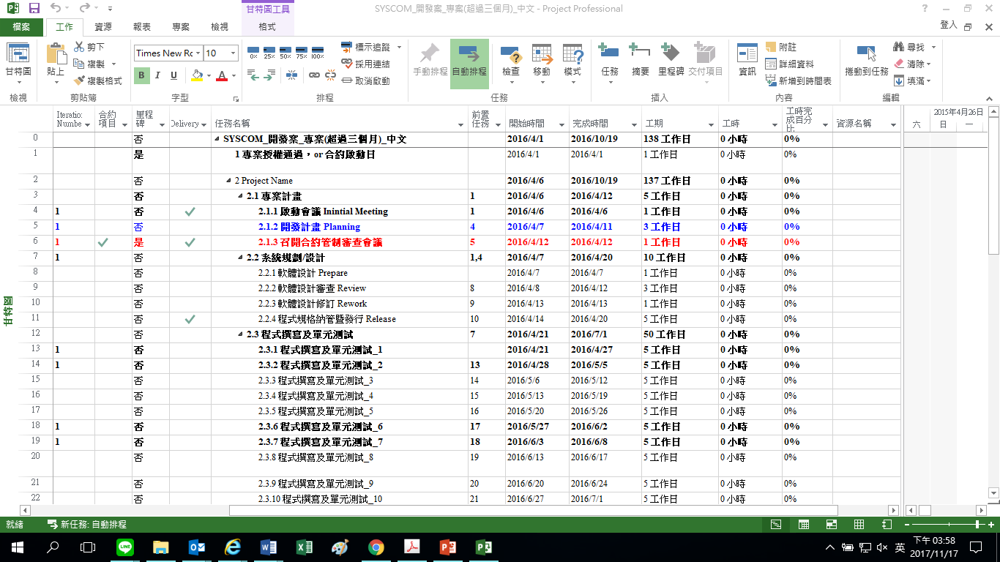 甘特圖工具
SYSCOM_開發案_專案(超過三個月)_中文 - Project Professional
檔案 工作 資源 報表 專案 檢視 格式 登入
甘特圖 貼上 剪下 複製 複製格式
Times New Rc 10
B I U A
0% 25% 50% 75% 100%
標示追蹤 採用連結 取消啟動
手動排程 自動排程 檢查 移動 模式 任務 摘要 里程碑 交付項目 資訊
附註 詳細資料 新增到時間表
捲動到任務 尋找 清除 填滿
檢視 剪貼簿 字型 排程 任務 插入 內容 編輯
Iteratio: Numbe 合約項目 里程碑 Delivery 任務名稱 前置任務 開始時間 完成時間 工期 工時 工時完成百分比 資源名稱 2015年4月26日
六 日 一
0 否 SYSCOM_開發案_專案(超過三個月)_中文 2016/4/1 2016/10/19 138 工作日 0 小時 0%
1 是 1 專案授權通過，or 合約啟動日 2016/4/1 2016/4/1 1 工作日 0 小時 0%
2 否 2 Project Name 2016/4/6 2016/10/19 137 工作日 0 小時 0%
3 否 2.1 專案計畫 1 2016/4/6 2016/4/12 5 工作日 0 小時 0%
4 1 否 2.1.1 啟動會議 Inintial Meeting 1 2016/4/6 2016/4/6 1 工作日 0 小時 0%
5 1 否 2.1.2 開發計畫 Planning 4 2016/4/7 2016/4/11 3 工作日 0 小時 0%
6 1 是 2.1.3 召開合約管制審查會議 5 2016/4/12 2016/4/12 1 工作日 0 小時 0%
7 1 否 2.2 系統規劃/設計 1,4 2016/4/7 2016/4/20 10 工作日 0 小時 0%
8 否 2.2.1 軟體設計 Prepare 2016/4/7 2016/4/7 1 工作日 0 小時 0%
9 否 2.2.2 軟體設計審查 Review 8 2016/4/8 2016/4/12 3 工作日 0 小時 0%
10 否 2.2.3 軟體設計修訂 Rework 9 2016/4/13 2016/4/13 1 工作日 0 小時 0%
11 否 2.2.4 程式規格納管暨發行 Release 10 2016/4/14 2016/4/20 5 工作日 0 小時 0%
12 否 2.3 程式撰寫及單元測試 7 2016/4/21 2016/7/1 50 工作日 0 小時 0%
13 1 否 2.3.1 程式撰寫及單元測試_1 2016/4/21 2016/4/27 5 工作日 0 小時 0%
14 1 否 2.3.2 程式撰寫及單元測試_2 13 2016/4/28 2016/5/5 5 工作日 0 小時 0%
15 否 2.3.3 程式撰寫及單元測試_3 14 2016/5/6 2016/5/12 5 工作日 0 小時 0%
16 否 2.3.4 程式撰寫及單元測試_4 15 2016/5/13 2016/5/19 5 工作日 0 小時 0%
17 否 2.3.5 程式撰寫及單元測試_5 16 2016/5/20 2016/5/26 5 工作日 0 小時 0%
18 1 否 2.3.6 程式撰寫及單元測試_6 17 2016/5/27 2016/6/2 5 工作日 0 小時 0%
19 1 否 2.3.7 程式撰寫及單元測試_7 18 2016/6/3 2016/6/8 5 工作日 0 小時 0%
20 否 2.3.8 程式撰寫及單元測試_8 19 2016/6/13 2016/6/17 5 工作日 0 小時 0%
21 否 2.3.9 程式撰寫及單元測試_9 20 2016/6/20 2016/6/24 5 工作日 0 小時 0%
22 否 2.3.10 程式撰寫及單元測試_10 21 2016/6/27 2016/7/1 5 工作日 0 小時 0%
甘特圖
就緒 新任務: 自動排程
LINE
英 下午 03:58
2017/11/17